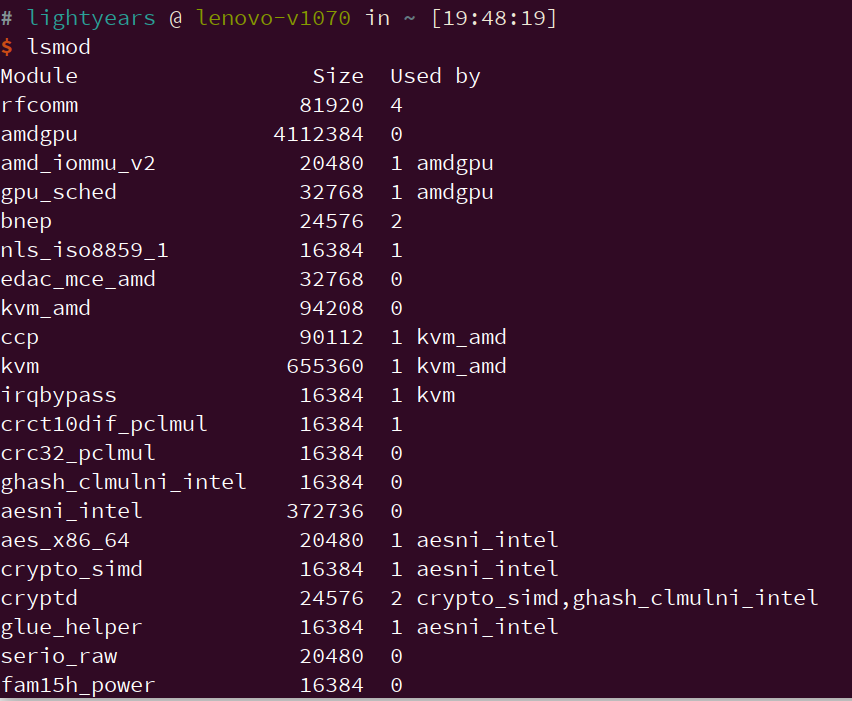 # lightyears @ lenovo-v1070 in ~ [19:48:19]
$ lsmod
Module                  Size  Used by
rfcomm                 81920  4
amdgpu               4112384  0
amd_iommu_v2           20480  1 amdgpu
gpu_sched              32768  1 amdgpu
bnep                   24576  2
nls_iso8859_1          16384  1
edac_mce_amd           32768  0
kvm_amd                94208  0
ccp                    90112  1 kvm_amd
kvm                   655360  1 kvm_amd
irqbypass              16384  1 kvm
crct10dif_pclmul       16384  1
crc32_pclmul           16384  0
ghash_clmulni_intel    16384  0
aesni_intel           372736  0
aes_x86_64             20480  1 aesni_intel
crypto_simd            16384  1 aesni_intel
cryptd                 24576  2 crypto_simd,ghash_clmulni_intel
glue_helper            16384  1 aesni_intel
serio_raw              20480  0
fam15h_power           16384  0